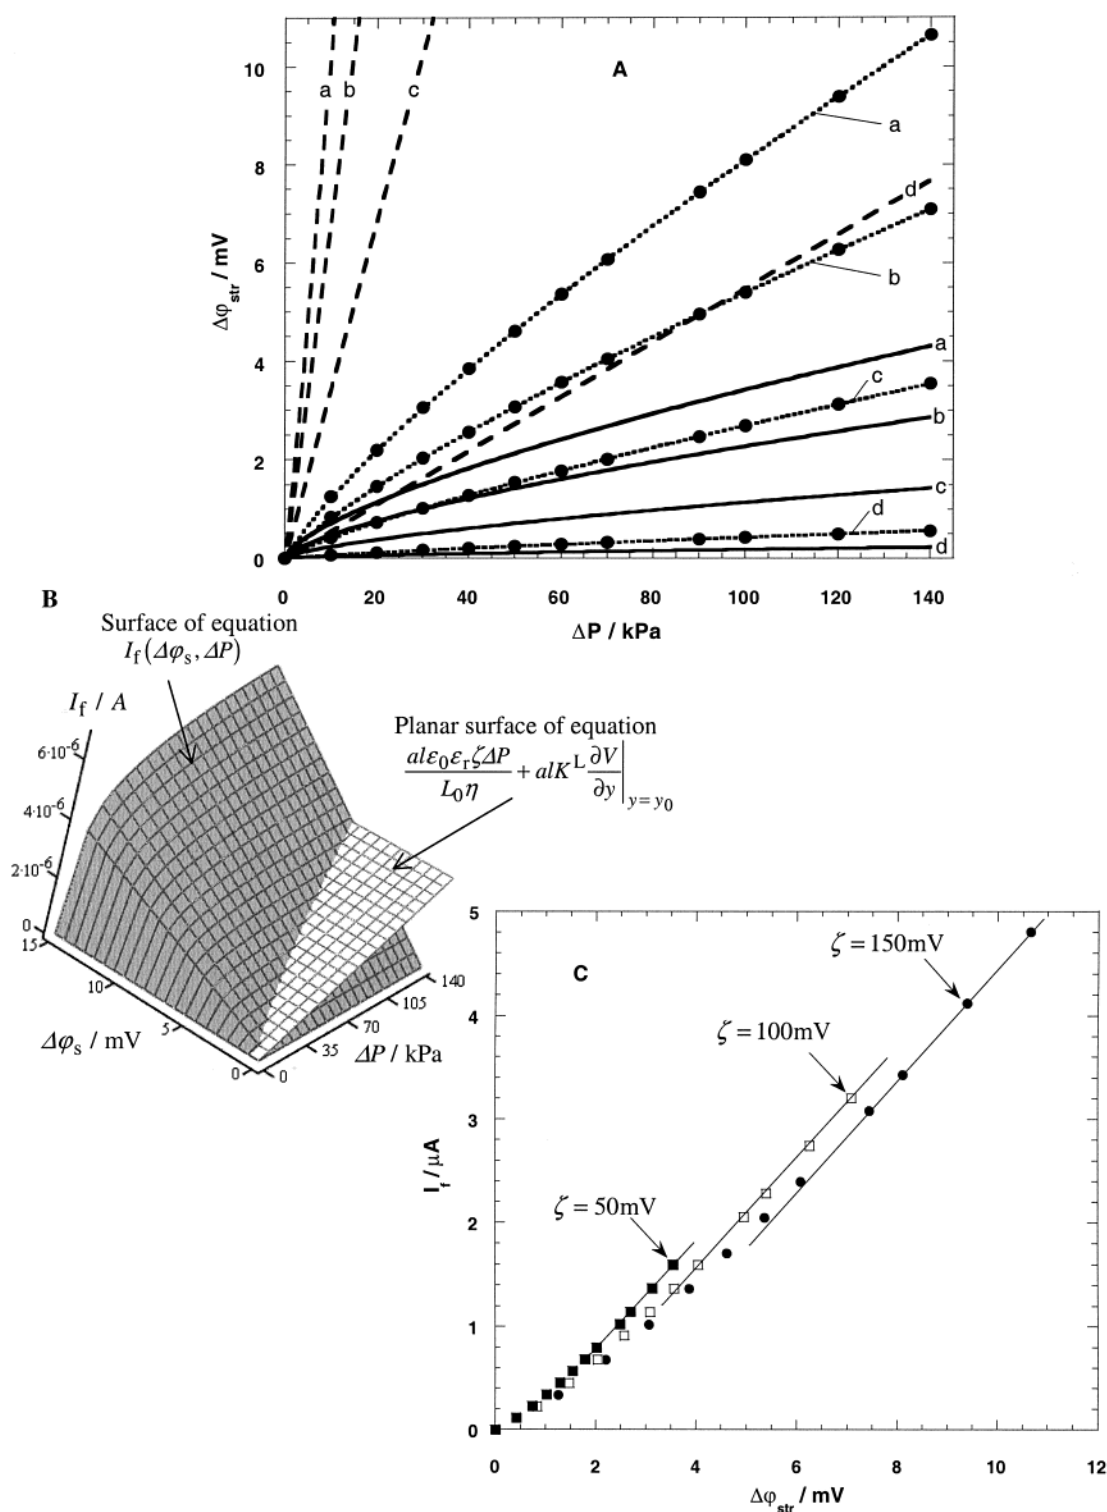 A
10
8
6
4
2
0
Δφstr / mV
a
b
c
a
d
b
a
c
b
c
d
d
0
20
40
60
80
100
120
140
ΔP / kPa
B
Surface of equation
If(Δφs, ΔP)
If / A
6·10-6
4·10-6
2·10-6
0
15
10
5
0
Δφs / mV
0
35
70
105
140
ΔP / kPa
Planar surface of equation
alε0εrζΔP / L0η + alKL ∂V/∂y |y=y0
C
5
4
3
2
1
0
If / μA
ζ = 150mV
ζ = 100mV
ζ = 50mV
0
2
4
6
8
10
12
Δφstr / mV